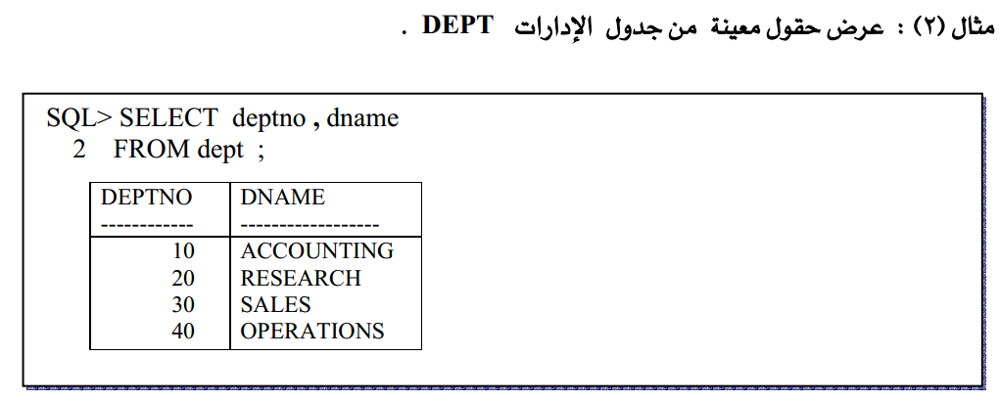 مثال (٢) : عرض حقول معينة من جدول الإدارات DEPT .
SQL> SELECT deptno , dname
2 FROM dept ;
DEPTNO DNAME
------------ ------------------
10 ACCOUNTING
20 RESEARCH
30 SALES
40 OPERATIONS